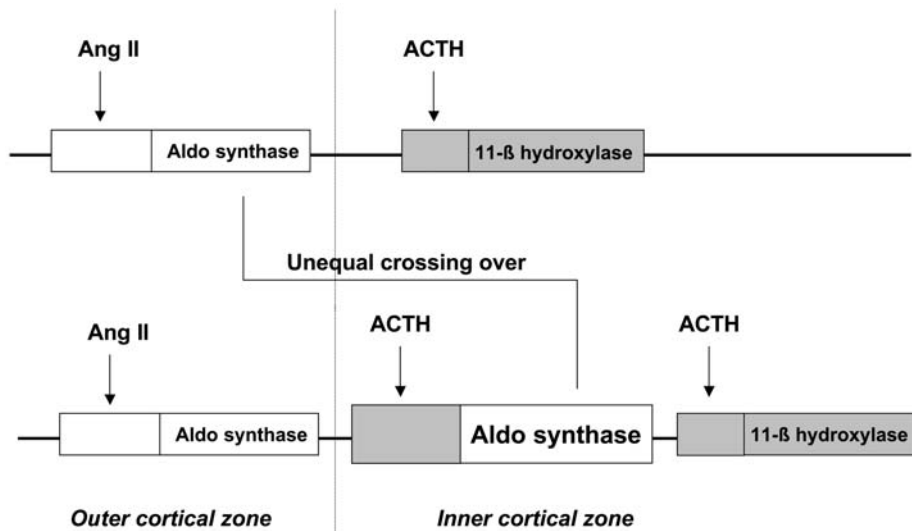 Ang II
ACTH
Aldo synthase
11-ß hydroxylase
Unequal crossing over
Ang II
ACTH
ACTH
Aldo synthase
Aldo synthase
11-ß hydroxylase
Outer cortical zone
Inner cortical zone